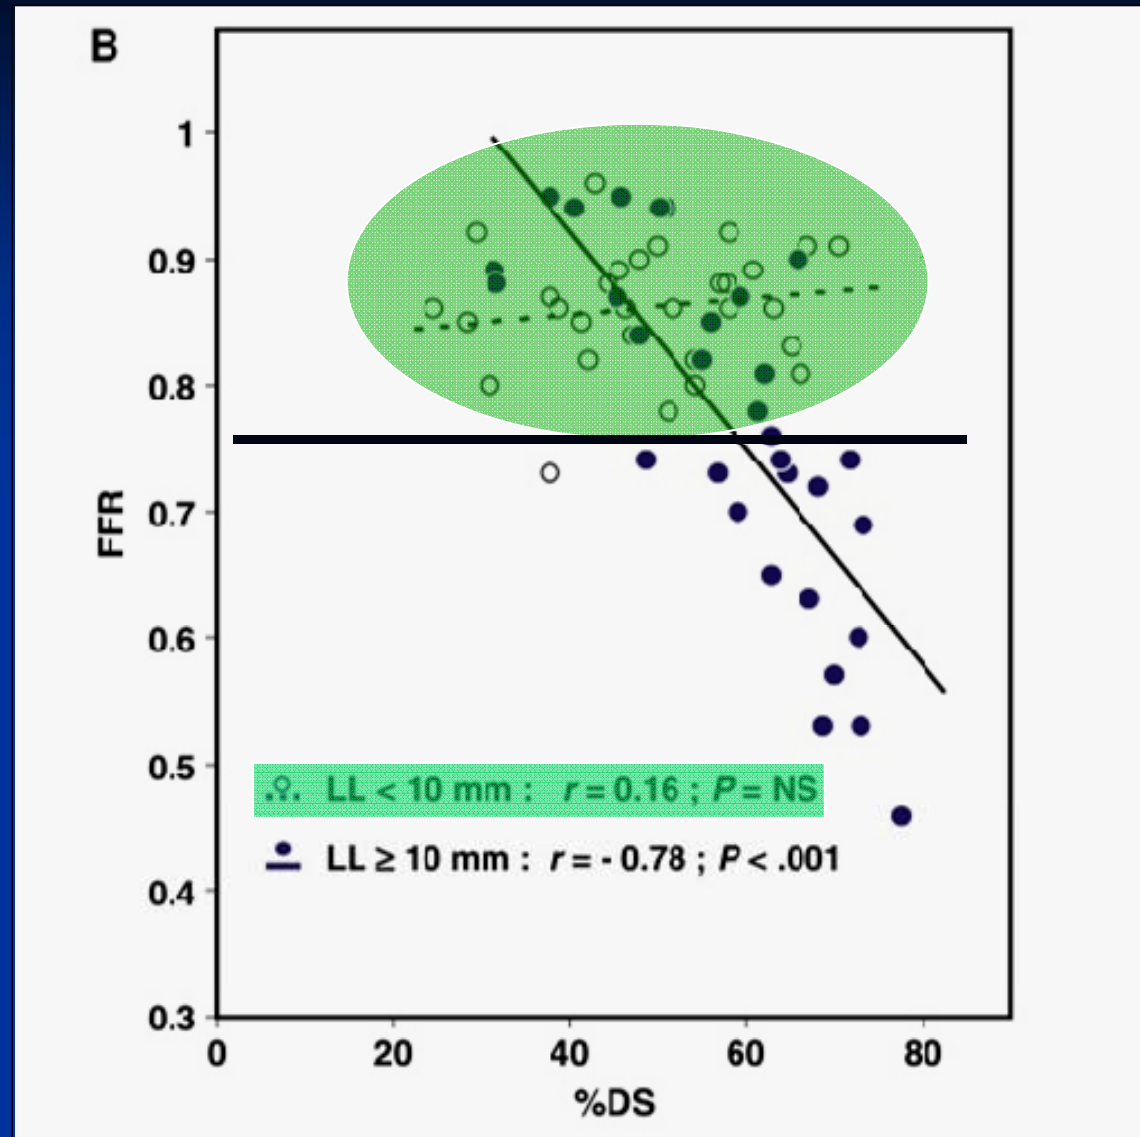 B
1
0.9
0.8
0.7
0.6
0.5
0.4
0.3
FFR
LL < 10 mm : r = 0.16 ; P = NS
LL ≥ 10 mm : r = - 0.78 ; P < .001
0 20 40 60 80
%DS